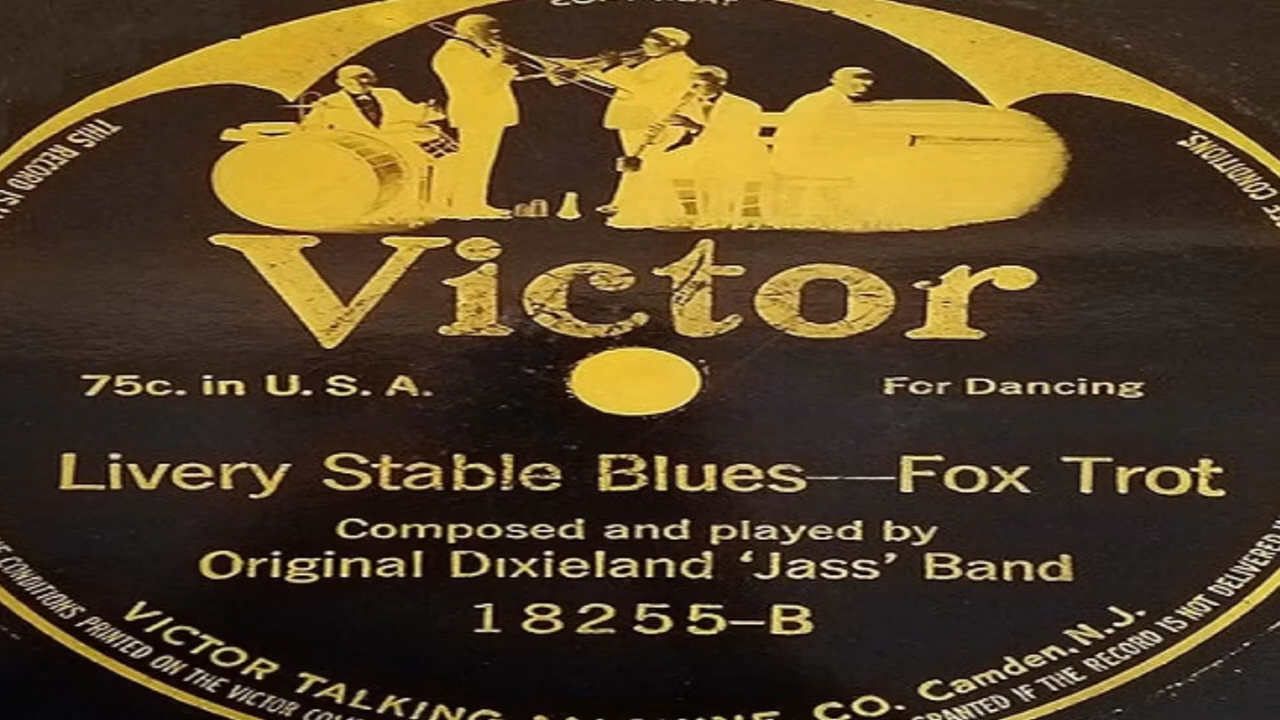 THIS RECORD IS
E CONDITIONS.
Victor
75c. in U. S. A.
For Dancing
Livery Stable Blues—Fox Trot
Composed and played by
Original Dixieland ‘Jass’ Band
18255-B
VICTOR TALKING MACHINE CO. Camden, N. J.
E CONDITIONS PRINTED ON THE VICTOR
GRANTED IF THE RECORD IS NOT DELIVERED